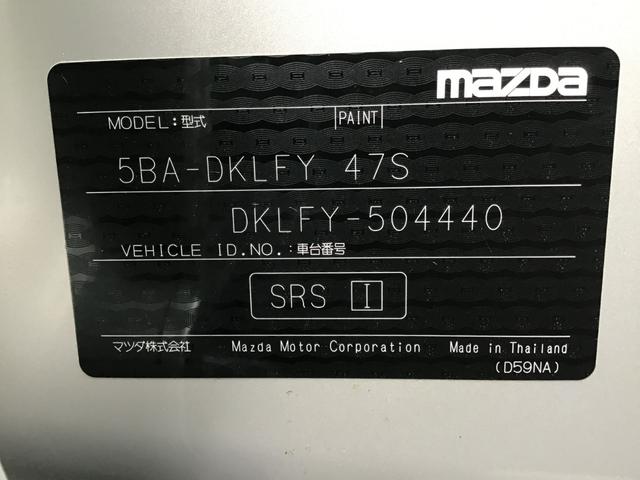 mazda
MODEL:型式 PAINT
5BA-DKLFY 47S
DKLFY-504440
VEHICLE ID.NO.:車台番号
SRS I
マツダ株式会社 Mazda Motor Corporation Made in Thailand
(D59NA)